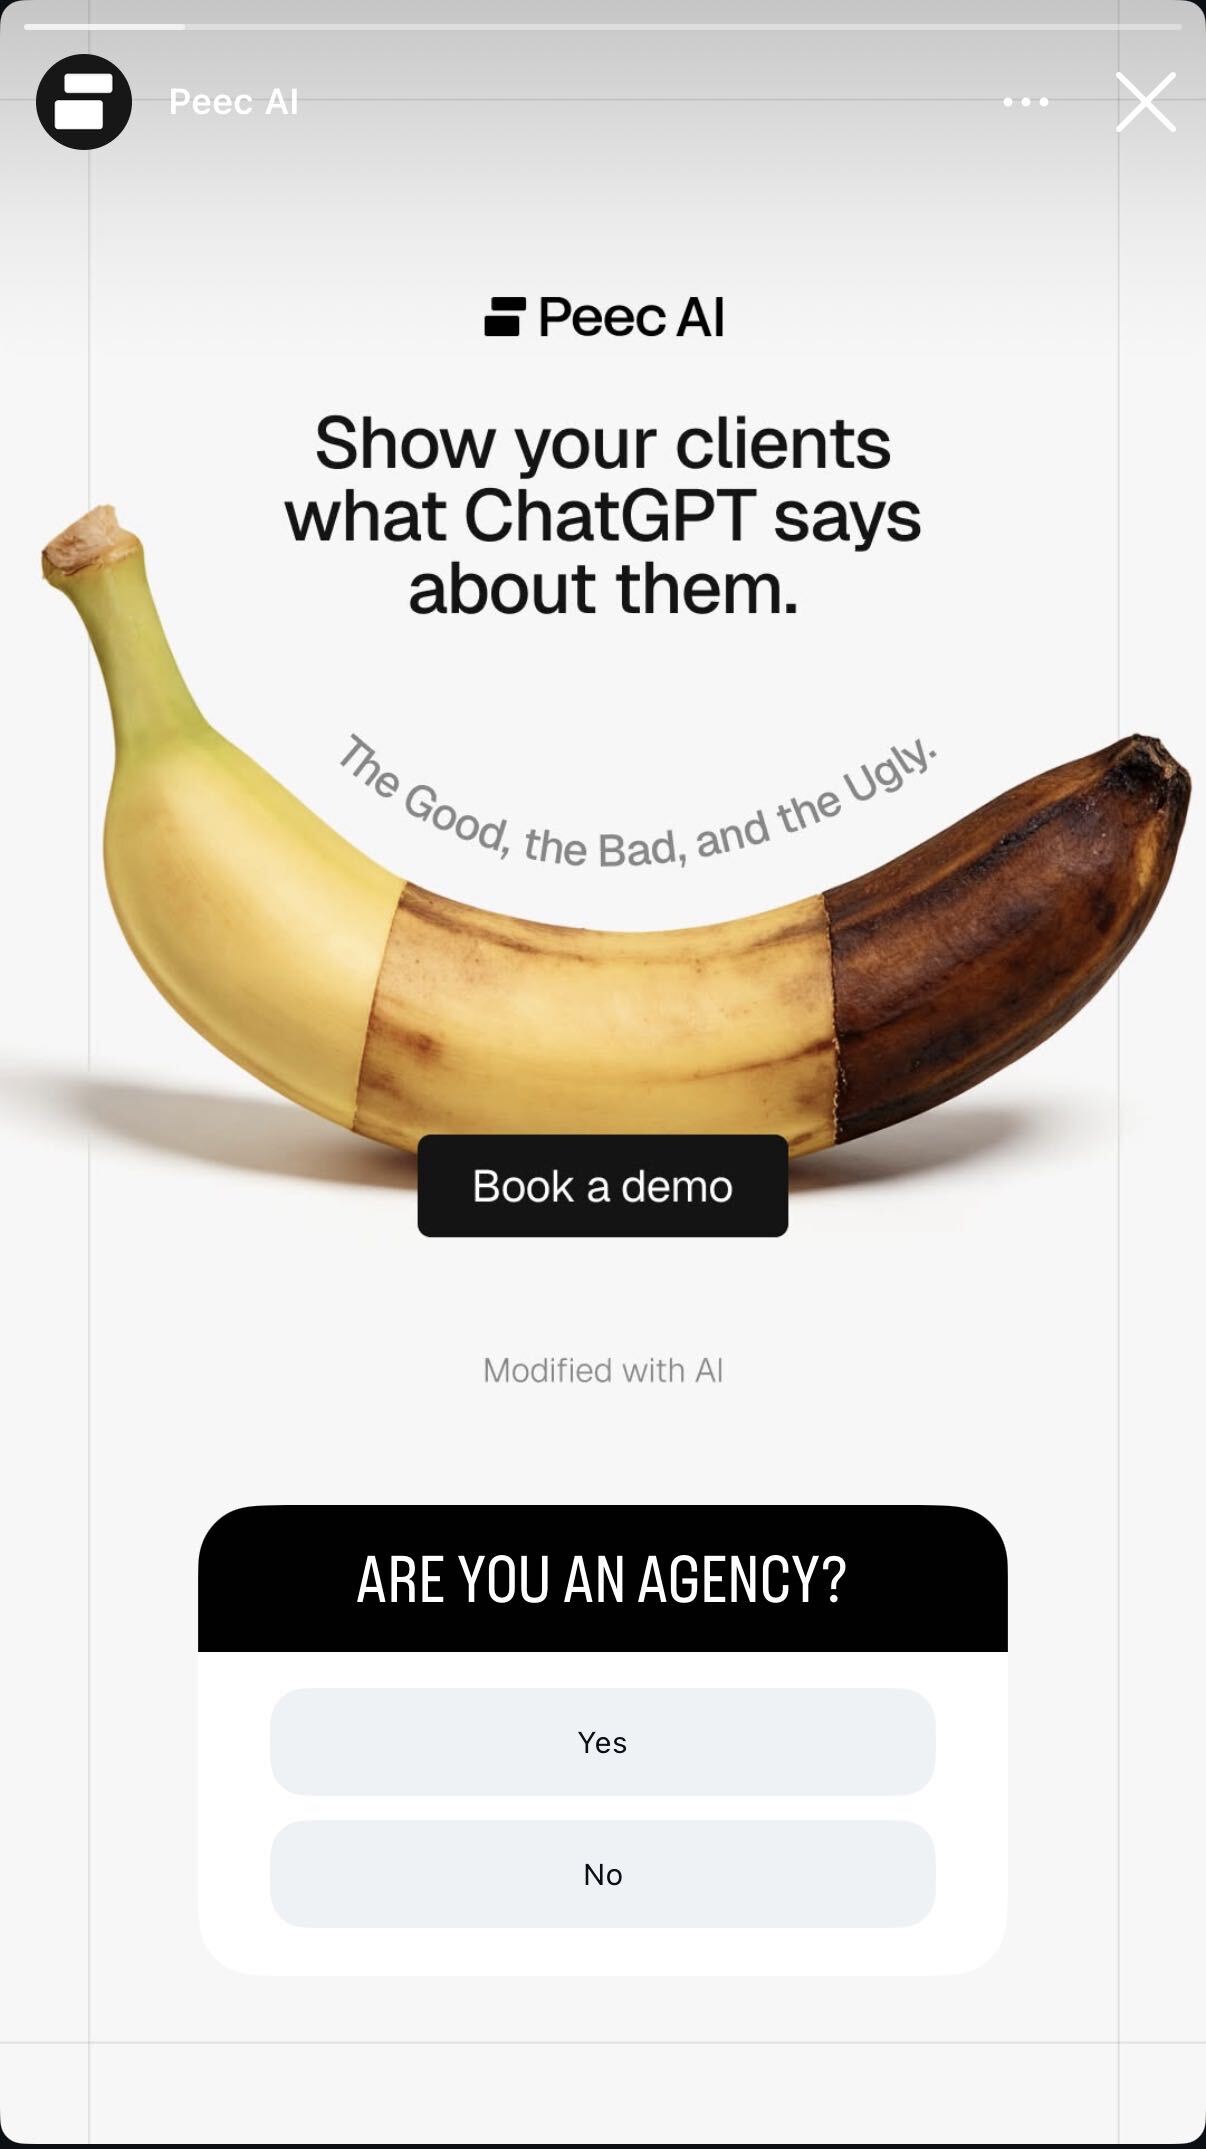 Peec AI
Peec AI
Show your clients
what ChatGPT says
about them.
The Good, the Bad, and the Ugly.
Book a demo
Modified with AI
ARE YOU AN AGENCY?
Yes
No